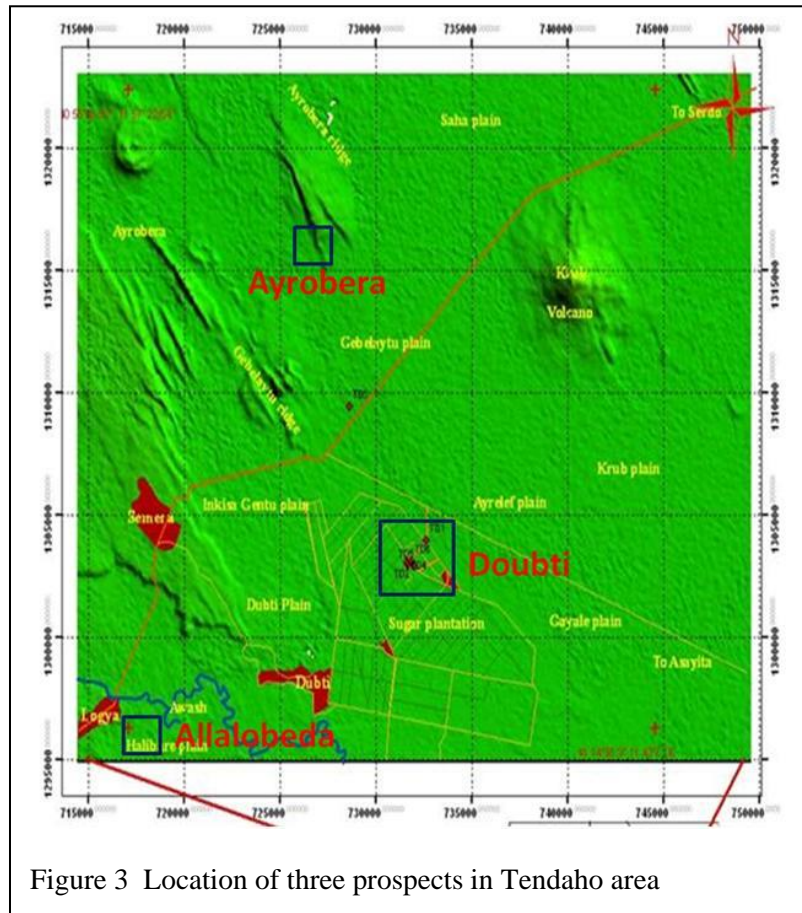 715000 720000 725000 730000 735000 740000 745000 750000
N
1320000
Ayrobera ridge
Saha plain
To Serdo
Ayrobera
1315000
Ayrobera
Volcano
Gebelaytu plain
Gebelaytu ridge
1310000
Krub plain
1305000
Semera
Inkisa Gentu plain
Ayrelef plain
Doubti
Dubti Plain
Sugar plantation
Gayale plain
1300000
To Asayita
Dubti
Logya
Awash
Allalobeda
1295000
715000 720000 725000 730000 735000 740000 745000 750000
Figure 3 Location of three prospects in Tendaho area